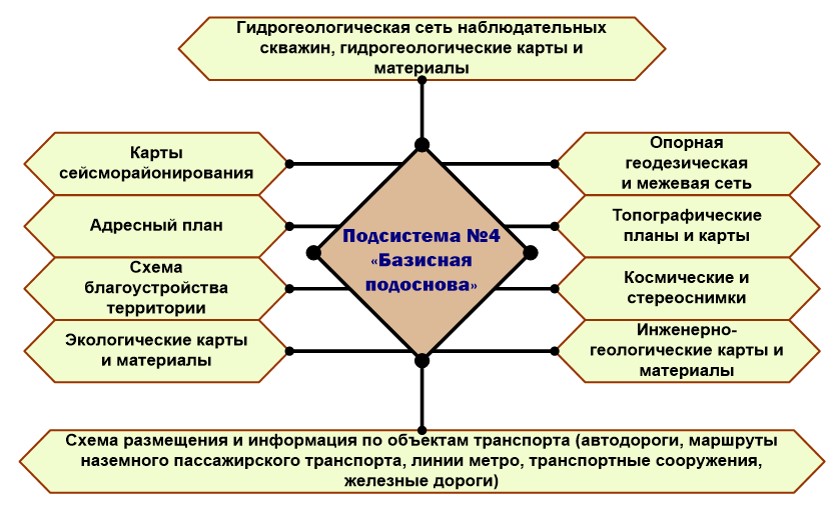 Гидрогеологическая сеть наблюдательных
скважин, гидрогеологические карты и
материалы
Карты
сейсморайонирования
Адресный план
Схема
благоустройства
территории
Экологические карты
и материалы
Подсистема №4
«Базисная
подоснова»
Опорная
геодезическая
и межевая сеть
Топографические
планы и карты
Космические и
стереоснимки
Инженерно-
геологические карты и
материалы
Схема размещения и информация по объектам транспорта (автодороги, маршруты
наземного пассажирского транспорта, линии метро, транспортные сооружения,
железные дороги)